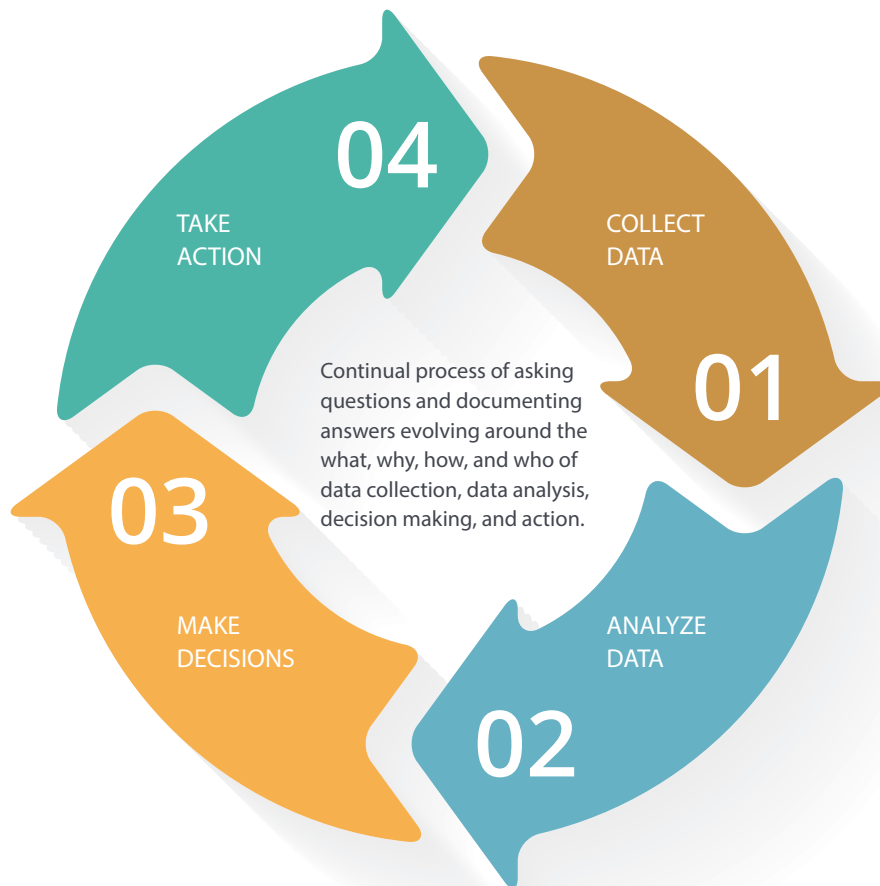 04
TAKE
ACTION
COLLECT
DATA
01
Continual process of asking
questions and documenting
answers evolving around the
what, why, how, and who of
data collection, data analysis,
decision making, and action.
03
MAKE
DECISIONS
ANALYZE
DATA
02